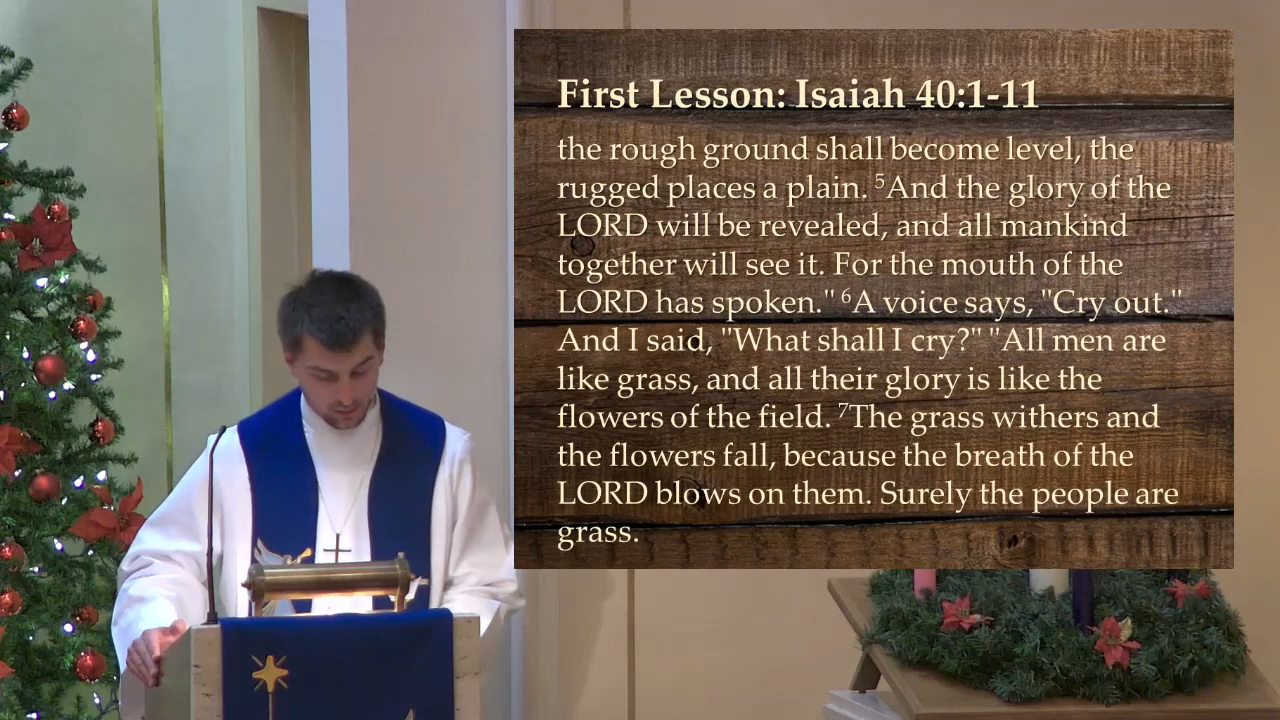 First Lesson: Isaiah 40:1-11
the rough ground shall become level, the
rugged places a plain. ⁵And the glory of the
LORD will be revealed, and all mankind
together will see it. For the mouth of the
LORD has spoken." ⁶A voice says, "Cry out."
And I said, "What shall I cry?" "All men are
like grass, and all their glory is like the
flowers of the field. ⁷The grass withers and
the flowers fall, because the breath of the
LORD blows on them. Surely the people are
grass.